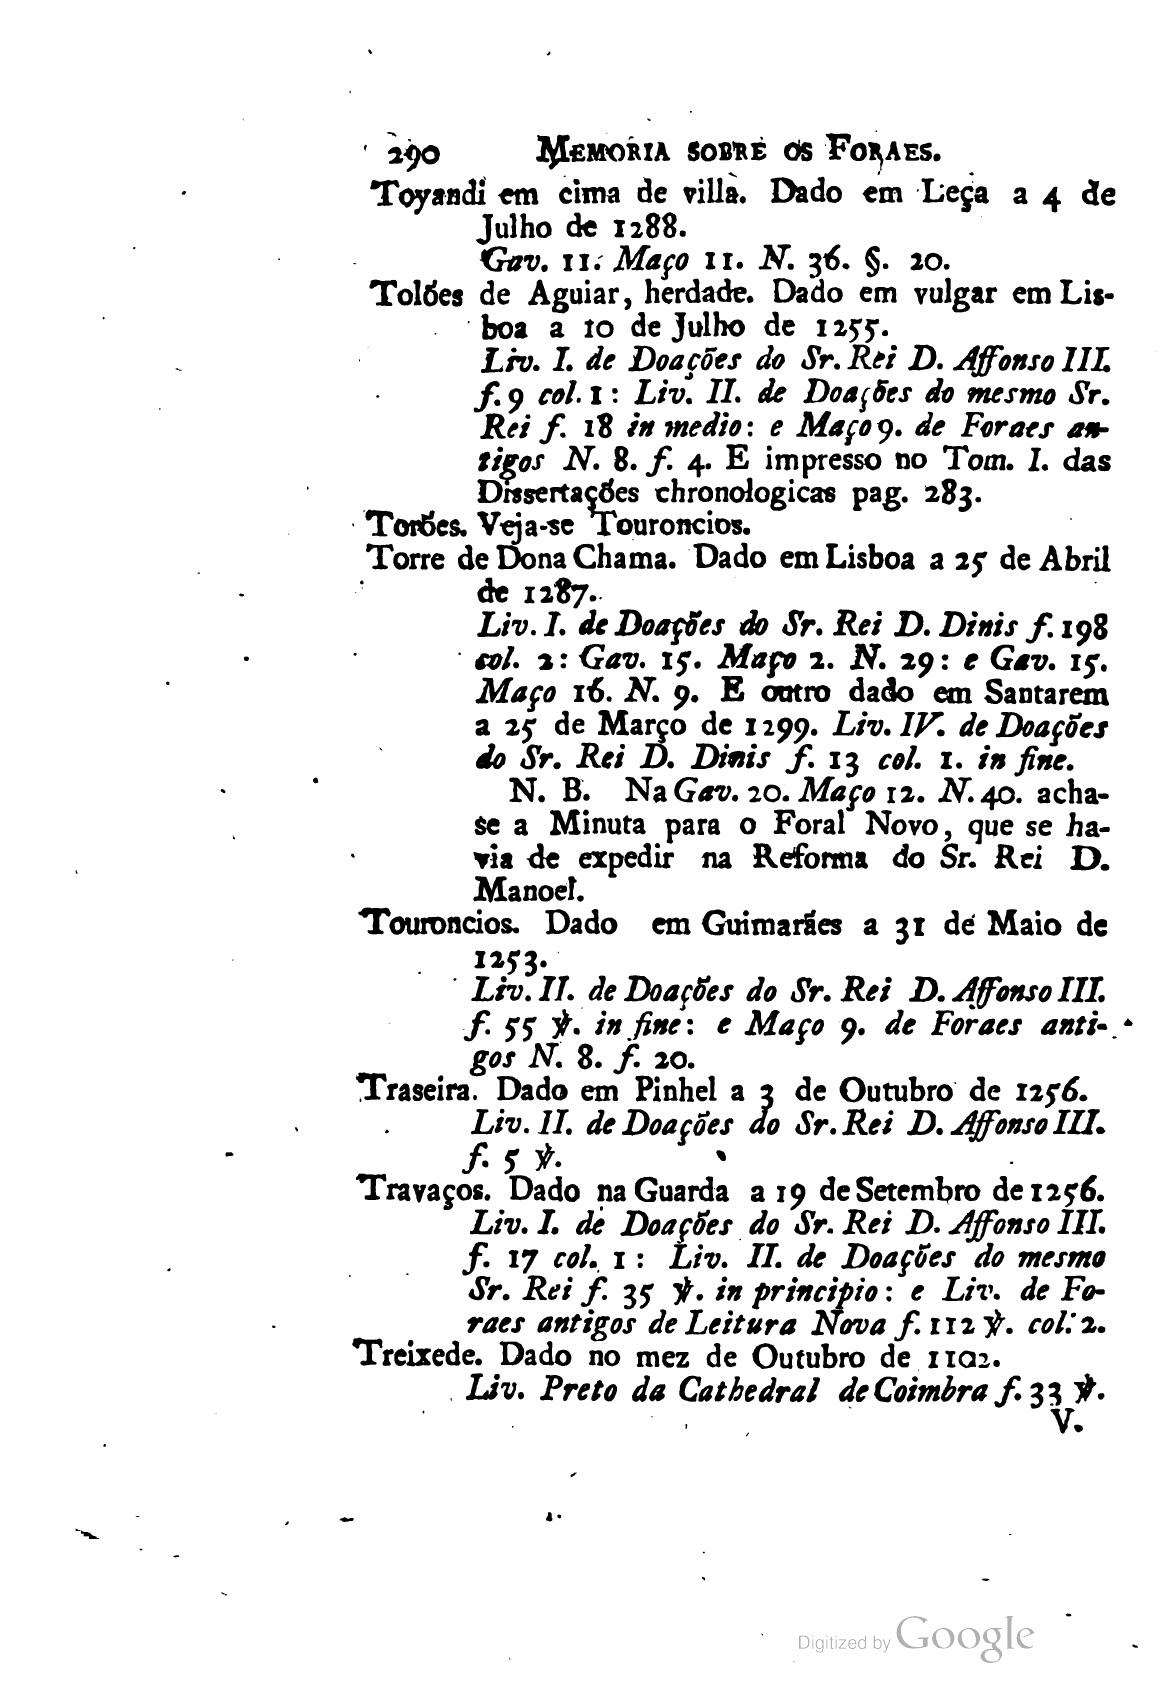 290 MEMORIA SOBRE OS FORAES.
Toyandi em cima de villa. Dado em Leça a 4 de
Julho de 1288.
Gav. 11. Maço 11. N. 36. §. 20.
Tolões de Aguiar, herdade. Dado em vulgar em Lis-
boa a 10 de Julho de 1255.
Liv. I. de Doações do Sr. Rei D. Affonso III.
f. 9 col. 1 : Liv. II. de Doações do mesmo Sr.
Rei f. 18 in medio : e Maço 9. de Foraes an-
tigos N. 8. f. 4. E impresso no Tom. I. das
Dissertações chronologicas pag. 283.
Torões. Veja-se Touroncios.
Torre de Dona Chama. Dado em Lisboa a 25 de Abril
de 1287.
Liv. I. de Doações do Sr. Rei D. Dinis f. 198
col. 2 : Gav. 15. Maço 2. N. 29 : e Gav. 15.
Maço 16. N. 9. E outro dado em Santarem
a 25 de Março de 1299. Liv. IV. de Doações
do Sr. Rei D. Dinis f. 13 col. 1. in fine.
N. B. Na Gav. 20. Maço 12. N. 40. acha-
se a Minuta para o Foral Novo, que se ha-
via de expedir na Reforma do Sr. Rei D.
Manoel.
Touroncios. Dado em Guimarães a 31 de Maio de
1253.
Liv. II. de Doações do Sr. Rei D. Affonso III.
f. 55 ℣. in fine : e Maço 9. de Foraes anti-
gos N. 8. f. 20.
Traseira. Dado em Pinhel a 3 de Outubro de 1256.
Liv. II. de Doações do Sr. Rei D. Affonso III.
f. 5 ℣.
Travaços. Dado na Guarda a 19 de Setembro de 1256.
Liv. I. de Doações do Sr. Rei D. Affonso III.
f. 17 col. 1 : Liv. II. de Doações do mesmo
Sr. Rei f. 35 ℣. in principio : e Liv. de Fo-
raes antigos de Leitura Nova f. 112 ℣. col. 2.
Treixede. Dado no mez de Outubro de 1102.
Liv. Preto da Cathedral de Coimbra f. 33 ℣.
V.
Digitized by Google